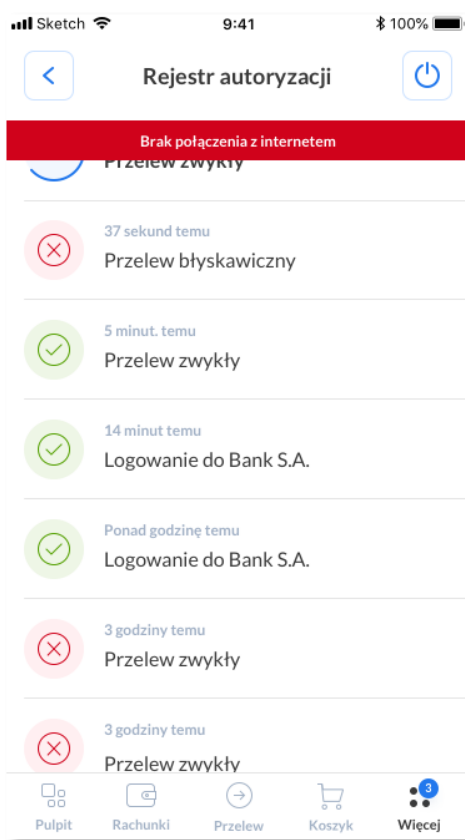 Sketch 9:41 100%
Rejestr autoryzacji
Brak połączenia z internetem
Przelew zwykły
37 sekund temu
Przelew błyskawiczny
5 minut. temu
Przelew zwykły
14 minut temu
Logowanie do Bank S.A.
Ponad godzinę temu
Logowanie do Bank S.A.
3 godziny temu
Przelew zwykły
3 godziny temu
Przelew zwykły
3
Pulpit Rachunki Przelew Koszyk Więcej